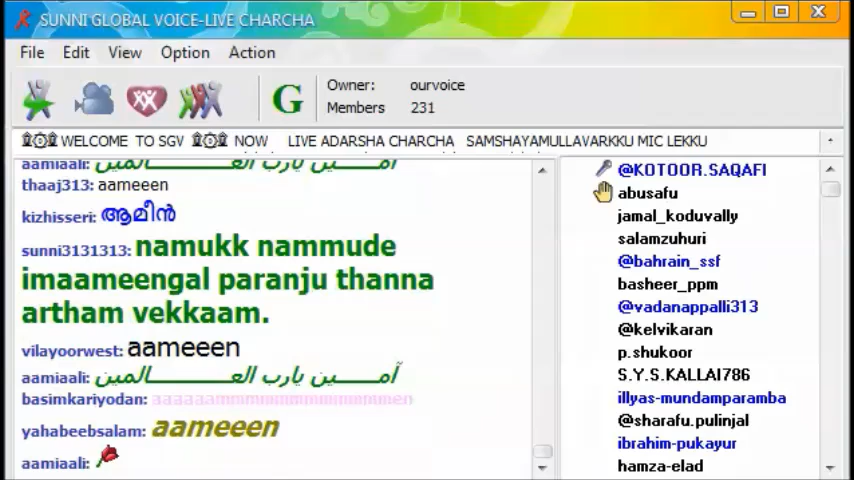 SUNNI GLOBAL VOICE-LIVE CHARCHA
File Edit View Option Action
G
Owner: ourvoice
Members 231
WELCOME TO SGV NOW LIVE ADARSHA CHARCHA SAMSHAYAMULLAVARKKU MIC LEKKU
aamiaali: آمـــين يارب العـــــالمين
thaaj313: aameeen
kizhisseri: ആമീൻ
sunni3131313: namukk nammude
imaameengal paranju thanna
artham vekkaam.
vilayoorwest: aameeen
aamiaali: آمـــين يارب العـــــالمين
basimkariyodan:
yahabeebsalam: aameeen
aamiaali:
@KOTOOR.SAQAFI
abusafu
jamal_koduvally
salamzuhuri
@bahrain_ssf
basheer_ppm
@vadanappalli313
@kelvikaran
p.shukoor
S.Y.S.KALLAI786
illyas-mundamparamba
@sharafu.pulinjal
ibrahim-pukayur
hamza-elad